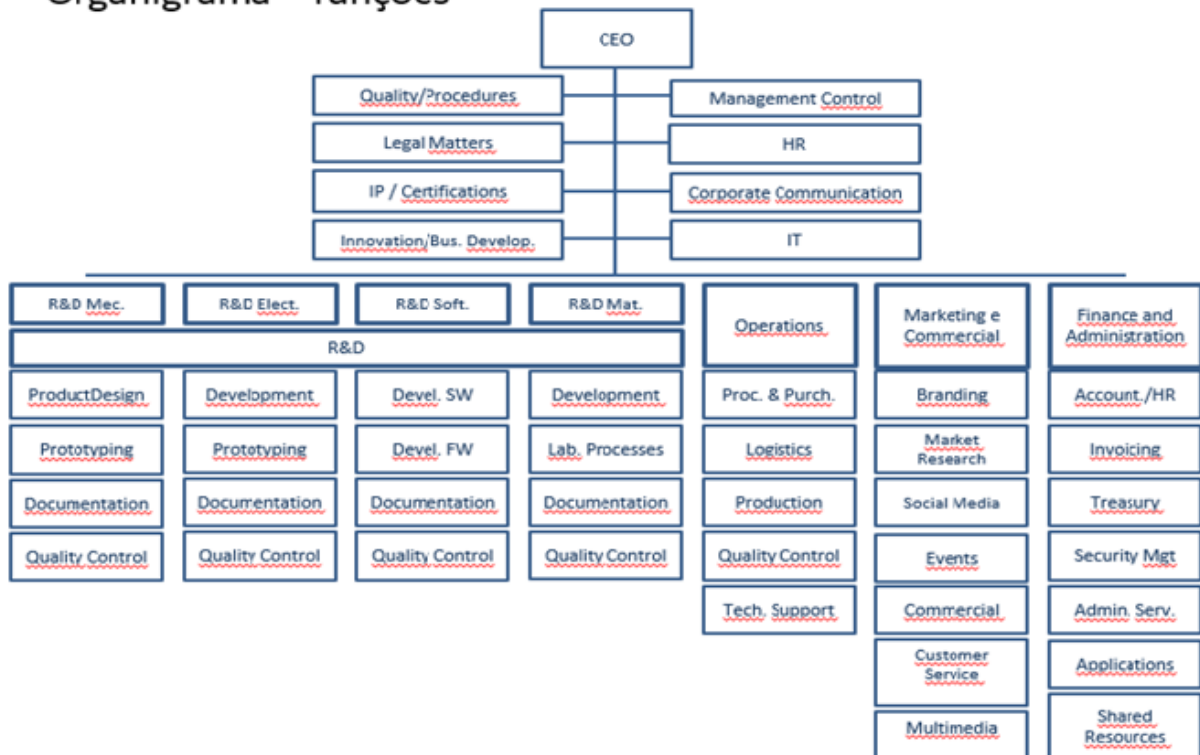 Organigrama - funções
CEO
Quality/Procedures
Management Control
Legal Matters
HR
IP / Certifications
Corporate Communication
Innovation/Bus. Develop.
IT
R&D Mec.
R&D Elect.
R&D Soft.
R&D Mat.
R&D
Operations
Marketing e
Commercial
Finance and
Administration
ProductDesign
Development
Devel. SW
Development
Proc. & Purch.
Branding
Account./HR
Prototyping
Prototyping
Devel. FW
Lab. Processes
Logistics
Market
Research
Invoicing
Documentation
Documentation
Documentation
Documentation
Production
Social Media
Treasury
Quality Control
Quality Control
Quality Control
Quality Control
Quality Control
Events
Security Mgt
Tech. Support
Commercial
Admin. Serv.
Customer
Service
Applications
Multimedia
Shared
Resources